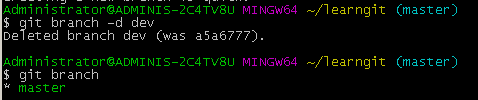 Administrator@ADMINIS-2C4TV8U MINGW64 ~/learngit (master)
$ git branch -d dev
Deleted branch dev (was a5a6777).
Administrator@ADMINIS-2C4TV8U MINGW64 ~/learngit (master)
$ git branch
* master